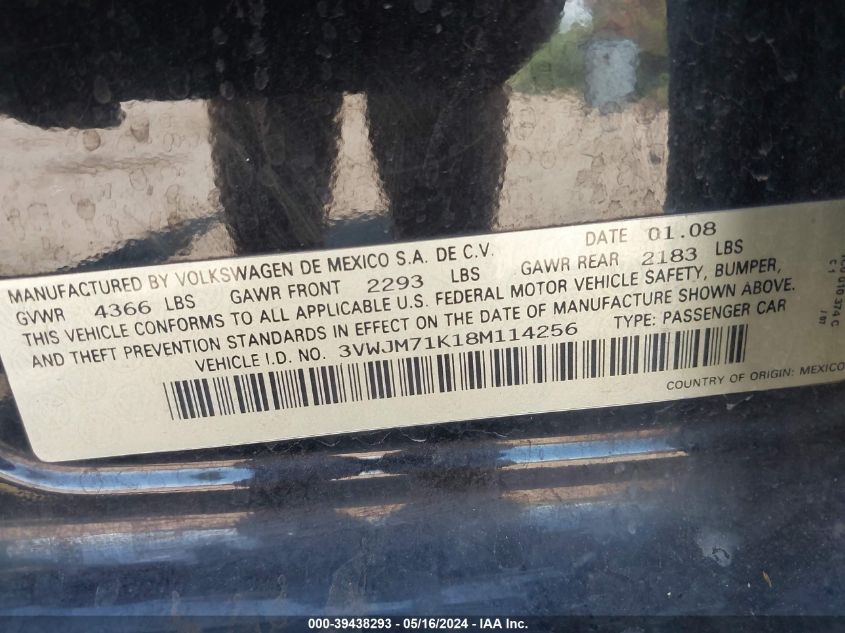 MANUFACTURED BY VOLKSWAGEN DE MEXICO S.A. DE C.V. DATE 01.08
GVWR 4366 LBS GAWR FRONT 2293 LBS GAWR REAR 2183 LBS
THIS VEHICLE CONFORMS TO ALL APPLICABLE U.S. FEDERAL MOTOR VEHICLE SAFETY, BUMPER,
AND THEFT PREVENTION STANDARDS IN EFFECT ON THE DATE OF MANUFACTURE SHOWN ABOVE.
VEHICLE I.D. NO. 3VWJM71K18M114256 TYPE: PASSENGER CAR
COUNTRY OF ORIGIN: MEXICO
374 C
C 1
000-39438293 - 05/16/2024 - IAA Inc.